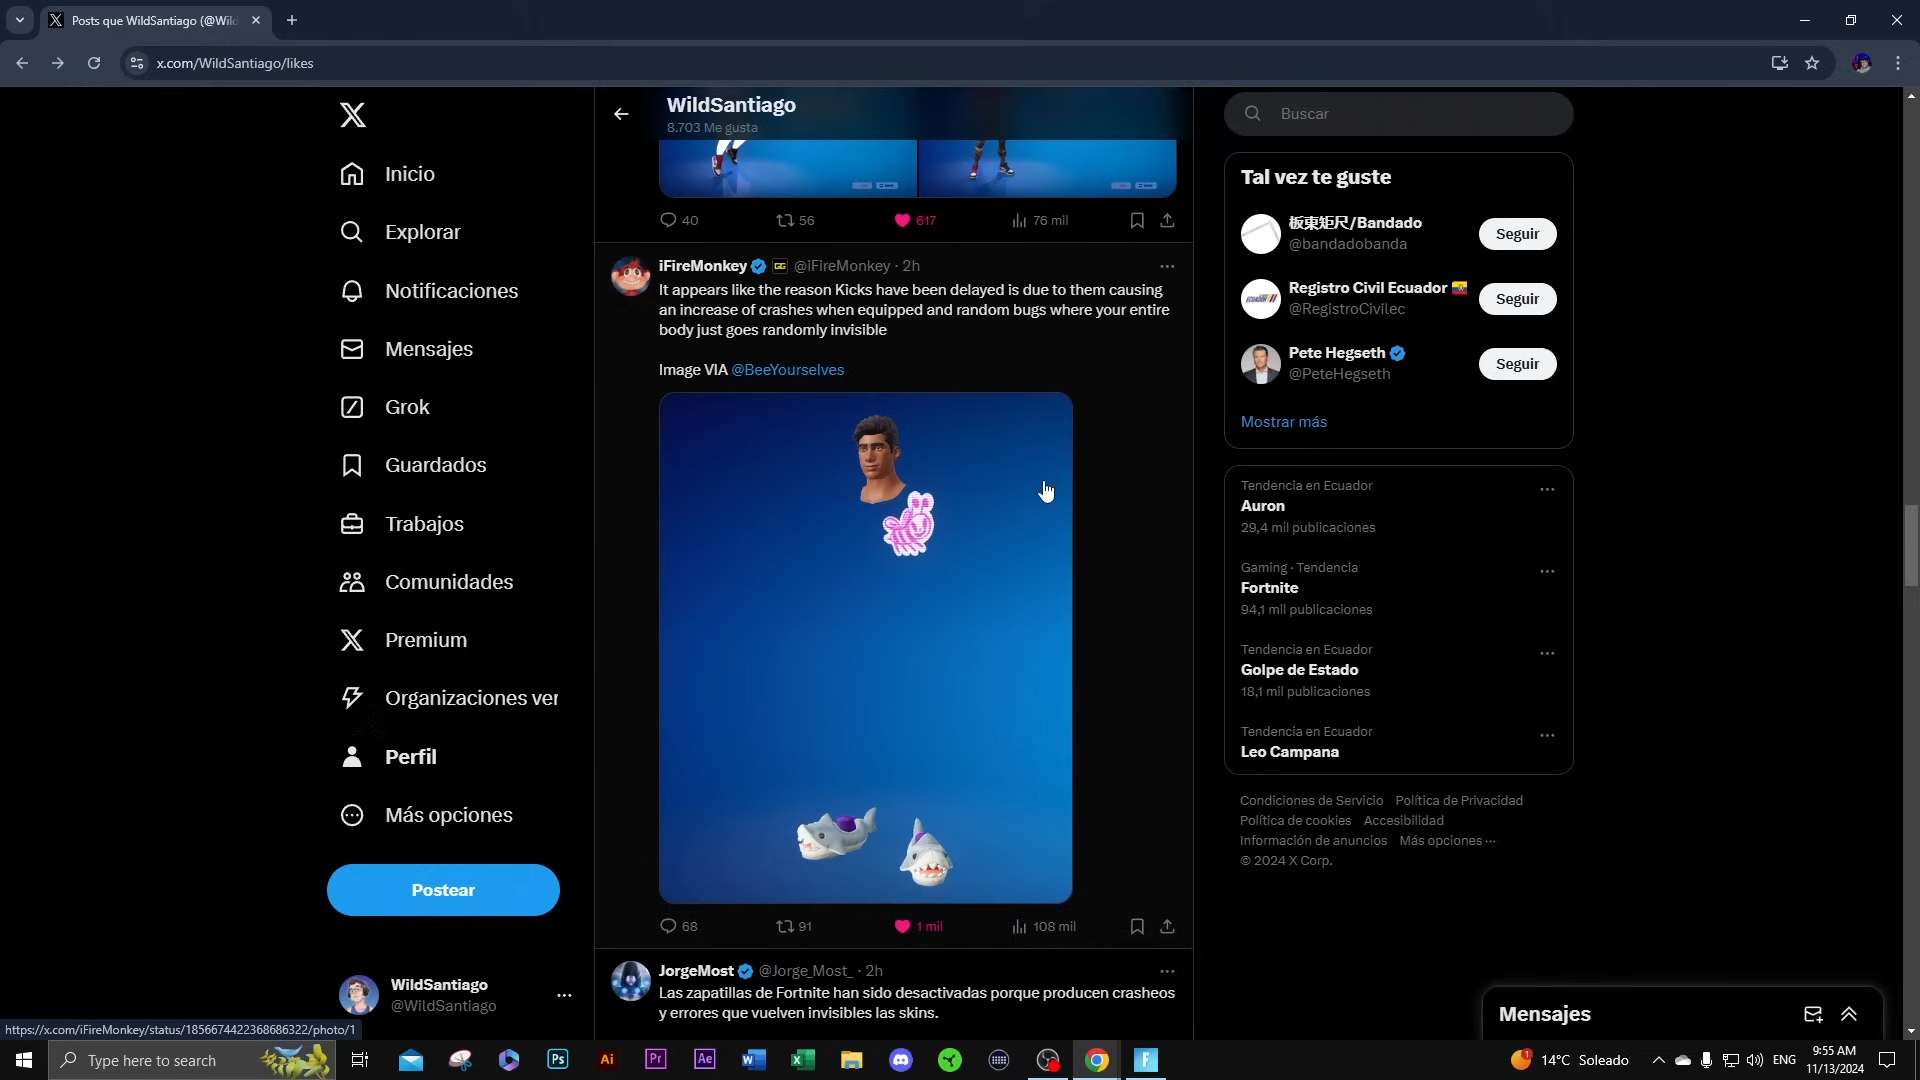 Posts que WildSantiago (@Wild
x.com/WildSantiago/likes
WildSantiago
8.703 Me gusta
Inicio
Explorar
Notificaciones
Mensajes
Grok
Guardados
Trabajos
Comunidades
Premium
Organizaciones ver
Perfil
Más opciones
Postear
WildSantiago
@WildSantiago
https://x.com/iFireMonkey/status/1856674422368686322/photo/1
40 56 617 76 mil
iFireMonkey GG @iFireMonkey · 2h
It appears like the reason Kicks have been delayed is due to them causing
an increase of crashes when equipped and random bugs where your entire
body just goes randomly invisible
Image VIA @BeeYourselves
68 91 1 mil 108 mil
JorgeMost @Jorge_Most_ · 2h
Las zapatillas de Fortnite han sido desactivadas porque producen crasheos
y errores que vuelven invisibles las skins.
Buscar
Tal vez te guste
板東矩尺/Bandado
@bandadobanda
Seguir
Registro Civil Ecuador
@RegistroCivilec
Seguir
Pete Hegseth
@PeteHegseth
Seguir
Mostrar más
Tendencia en Ecuador
Auron
29,4 mil publicaciones
Gaming · Tendencia
Fortnite
94,1 mil publicaciones
Tendencia en Ecuador
Golpe de Estado
18,1 mil publicaciones
Tendencia en Ecuador
Leo Campana
Condiciones de Servicio Política de Privacidad
Política de cookies Accesibilidad
Información de anuncios Más opciones ···
© 2024 X Corp.
Mensajes
Type here to search
Ps
Ai
Pr
Ae
1
14°C Soleado
ENG
9:55 AM
11/13/2024